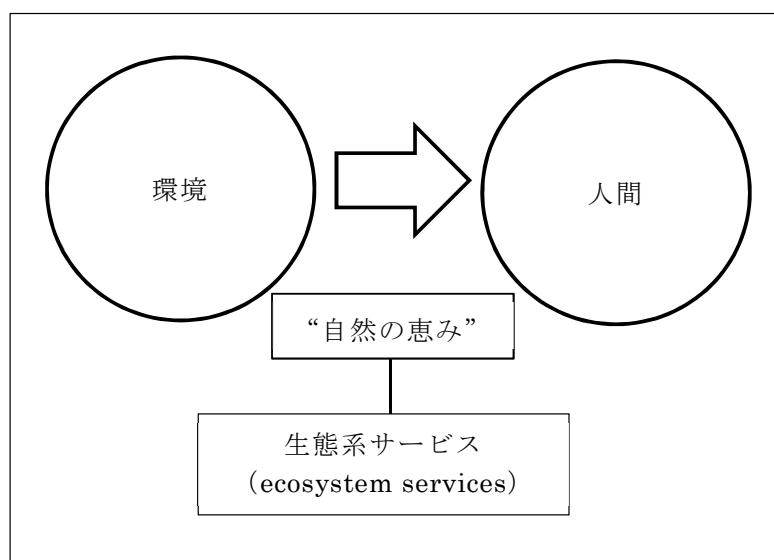 環境
人間
“自然の恵み”
生態系サービス
（ecosystem services）